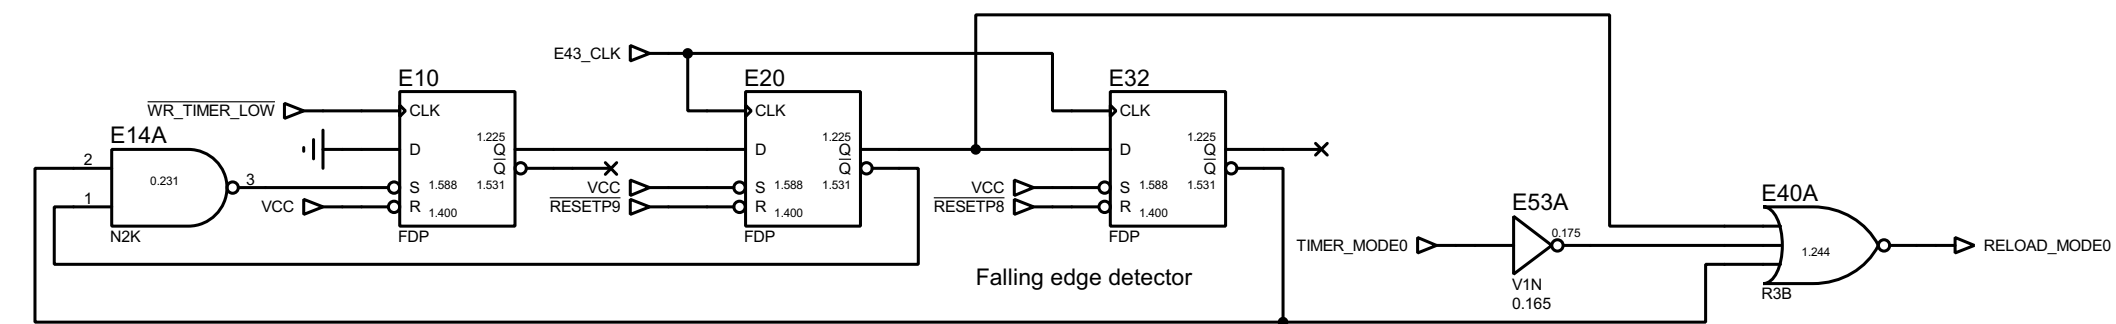 E43_CLK
E10
E20
E32
WR_TIMER_LOW
CLK
CLK
CLK
E14A
2
0.231
3
1
N2K
D
1.225
Q
Q
S
1.588
1.531
VCC
R
1.400
FDP
D
1.225
Q
Q
VCC
S
1.588
1.531
RESETP9
R
1.400
FDP
D
1.225
Q
Q
VCC
S
1.588
1.531
RESETP8
R
1.400
FDP
Falling edge detector
E53A
TIMER_MODE0
0.175
V1N
0.165
E40A
1.244
RELOAD_MODE0
R3B